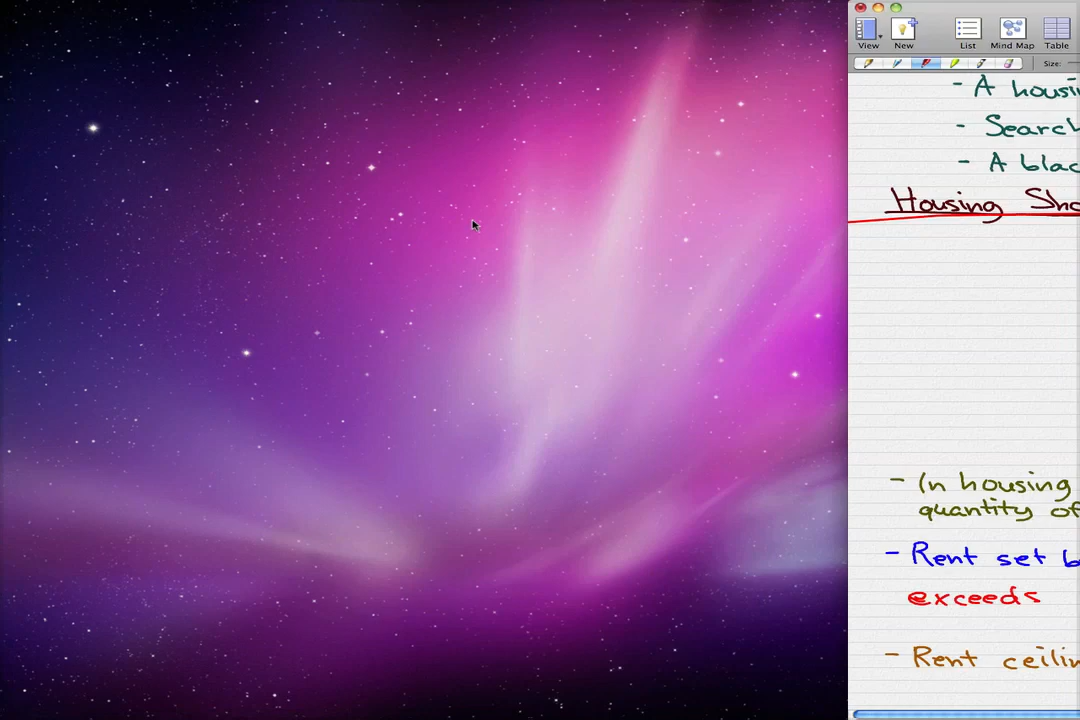 View New List Mind Map Table
Size:
- A housi
- Search
- A blac
Housing Sho
- In housing
quantity of
- Rent set b
exceeds
- Rent ceilin